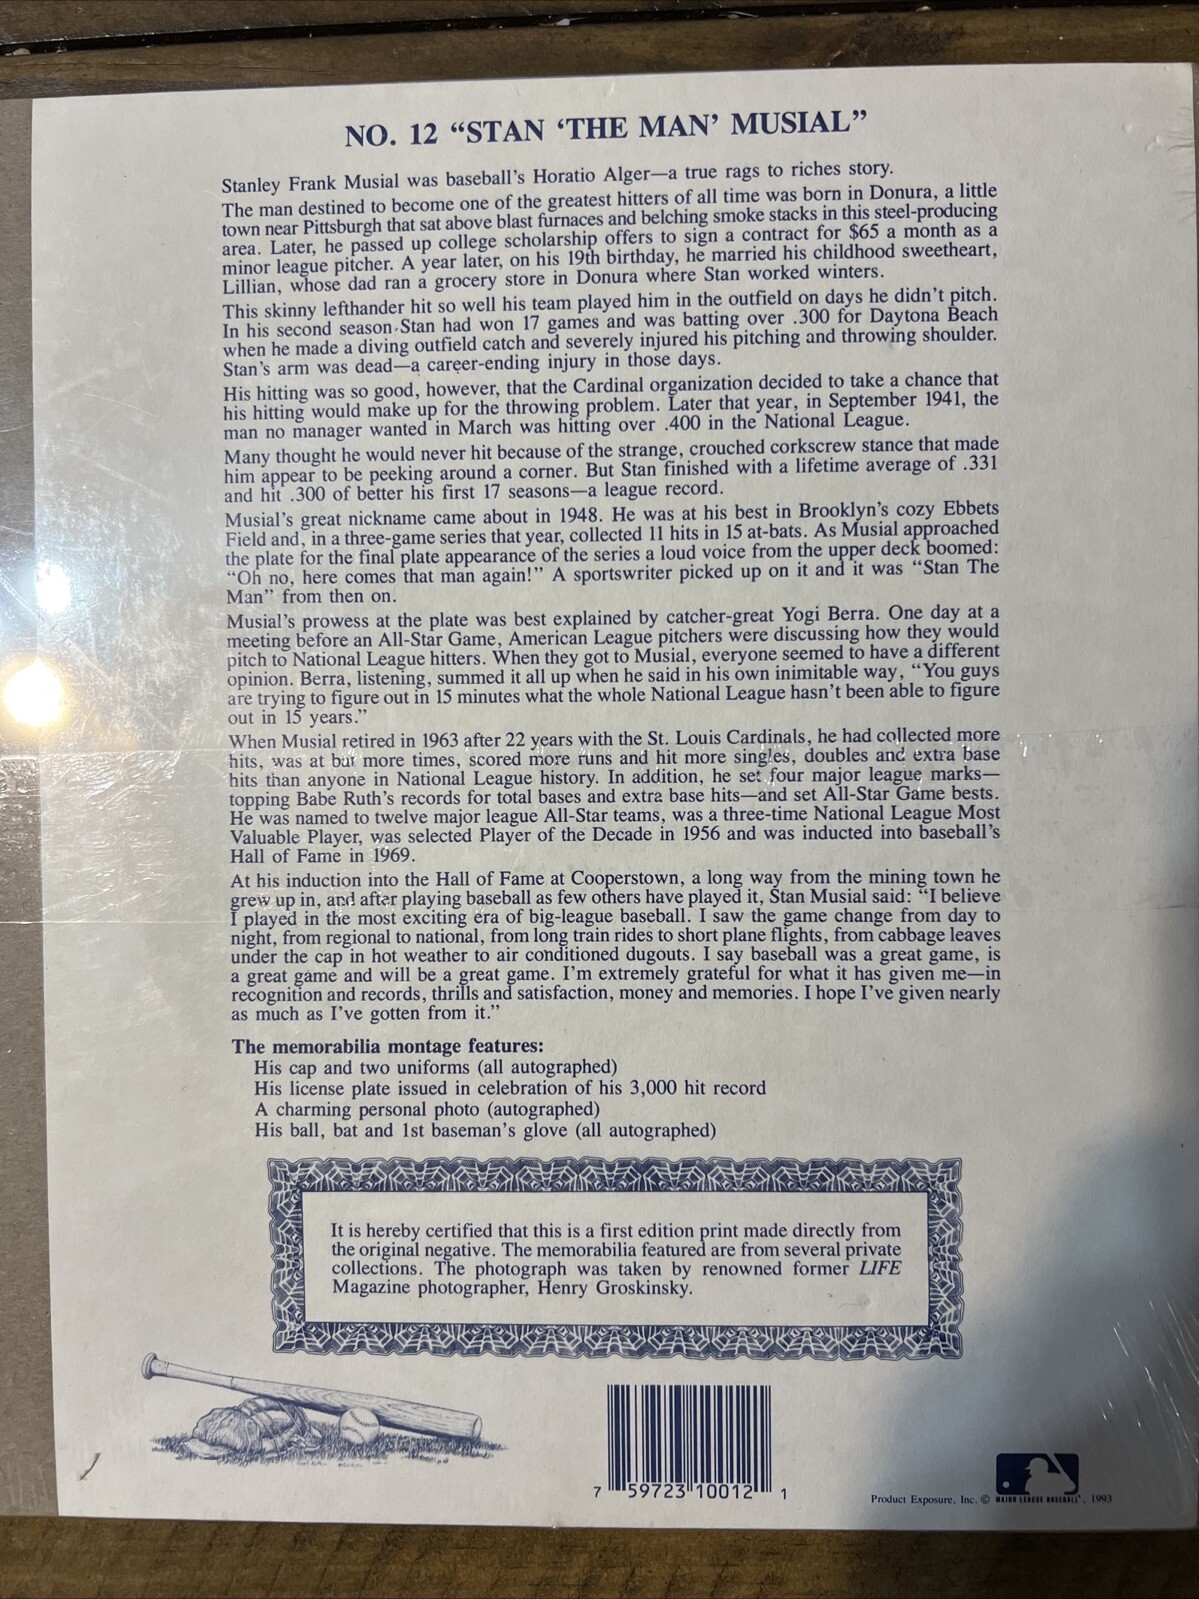 NO. 12 “STAN ‘THE MAN’ MUSIAL”
Stanley Frank Musial was baseball’s Horatio Alger—a true rags to riches story.
The man destined to become one of the greatest hitters of all time was born in Donura, a little
town near Pittsburgh that sat above blast furnaces and belching smoke stacks in this steel-producing
area. Later, he passed up college scholarship offers to sign a contract for $65 a month as a
minor league pitcher. A year later, on his 19th birthday, he married his childhood sweetheart,
Lillian, whose dad ran a grocery store in Donura where Stan worked winters.
This skinny lefthander hit so well his team played him in the outfield on days he didn’t pitch.
In his second season Stan had won 17 games and was batting over .300 for Daytona Beach
when he made a diving outfield catch and severely injured his pitching and throwing shoulder.
Stan’s arm was dead—a career-ending injury in those days.
His hitting was so good, however, that the Cardinal organization decided to take a chance that
his hitting would make up for the throwing problem. Later that year, in September 1941, the
man no manager wanted in March was hitting over .400 in the National League.
Many thought he would never hit because of the strange, crouched corkscrew stance that made
him appear to be peeking around a corner. But Stan finished with a lifetime average of .331
and hit .300 of better his first 17 seasons—a league record.
Musial’s great nickname came about in 1948. He was at his best in Brooklyn’s cozy Ebbets
Field and, in a three-game series that year, collected 11 hits in 15 at-bats. As Musial approached
the plate for the final plate appearance of the series a loud voice from the upper deck boomed:
“Oh no, here comes that man again!” A sportswriter picked up on it and it was “Stan The
Man” from then on.
Musial’s prowess at the plate was best explained by catcher-great Yogi Berra. One day at a
meeting before an All-Star Game, American League pitchers were discussing how they would
pitch to National League hitters. When they got to Musial, everyone seemed to have a different
opinion. Berra, listening, summed it all up when he said in his own inimitable way, “You guys
are trying to figure out in 15 minutes what the whole National League hasn’t been able to figure
out in 15 years.”
When Musial retired in 1963 after 22 years with the St. Louis Cardinals, he had collected more
hits, was at bat more times, scored more runs and hit more singles, doubles and extra base
hits than anyone in National League history. In addition, he set four major league marks—
topping Babe Ruth’s records for total bases and extra base hits—and set All-Star Game bests.
He was named to twelve major league All-Star teams, was a three-time National League Most
Valuable Player, was selected Player of the Decade in 1956 and was inducted into baseball’s
Hall of Fame in 1969.
At his induction into the Hall of Fame at Cooperstown, a long way from the mining town he
grew up in, and after playing baseball as few others have played it, Stan Musial said: “I believe
I played in the most exciting era of big-league baseball. I saw the game change from day to
night, from regional to national, from long train rides to short plane flights, from cabbage leaves
under the cap in hot weather to air conditioned dugouts. I say baseball was a great game, is
a great game and will be a great game. I’m extremely grateful for what it has given me—in
recognition and records, thrills and satisfaction, money and memories. I hope I’ve given nearly
as much as I’ve gotten from it.”
The memorabilia montage features:
His cap and two uniforms (all autographed)
His license plate issued in celebration of his 3,000 hit record
A charming personal photo (autographed)
His ball, bat and 1st baseman’s glove (all autographed)
It is hereby certified that this is a first edition print made directly from
the original negative. The memorabilia featured are from several private
collections. The photograph was taken by renowned former LIFE
Magazine photographer, Henry Groskinsky.
7 59723 10012 1
Product Exposure, Inc. © MAJOR LEAGUE BASEBALL, 1993